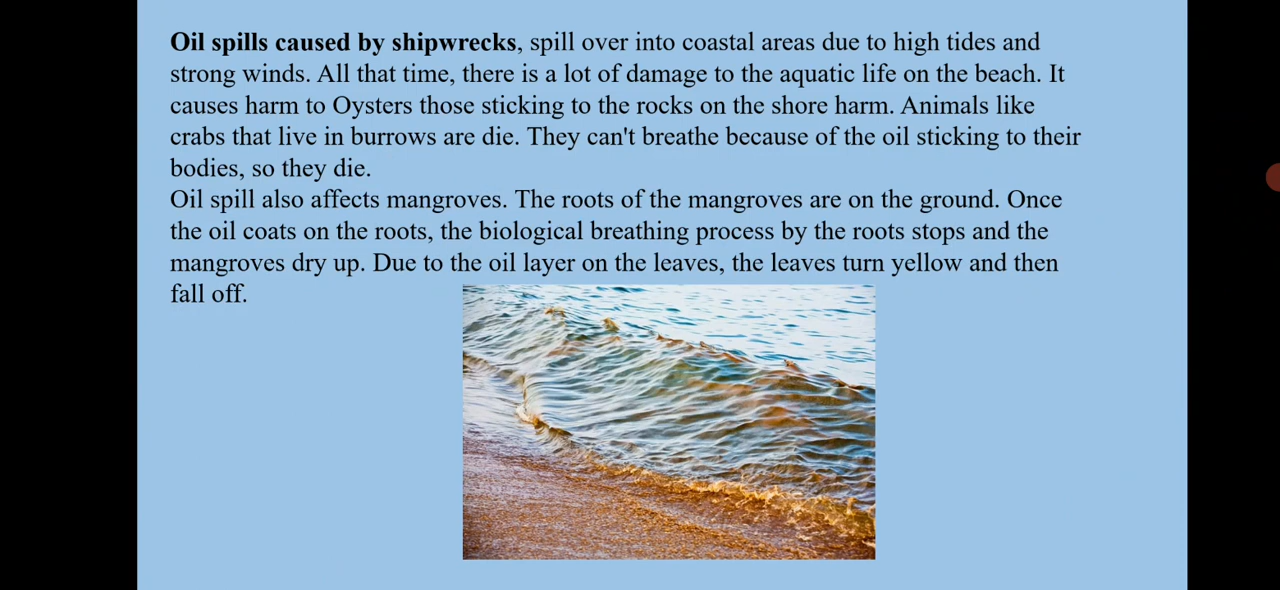 Oil spills caused by shipwrecks, spill over into coastal areas due to high tides and
strong winds. All that time, there is a lot of damage to the aquatic life on the beach. It
causes harm to Oysters those sticking to the rocks on the shore harm. Animals like
crabs that live in burrows are die. They can't breathe because of the oil sticking to their
bodies, so they die.
Oil spill also affects mangroves. The roots of the mangroves are on the ground. Once
the oil coats on the roots, the biological breathing process by the roots stops and the
mangroves dry up. Due to the oil layer on the leaves, the leaves turn yellow and then
fall off.